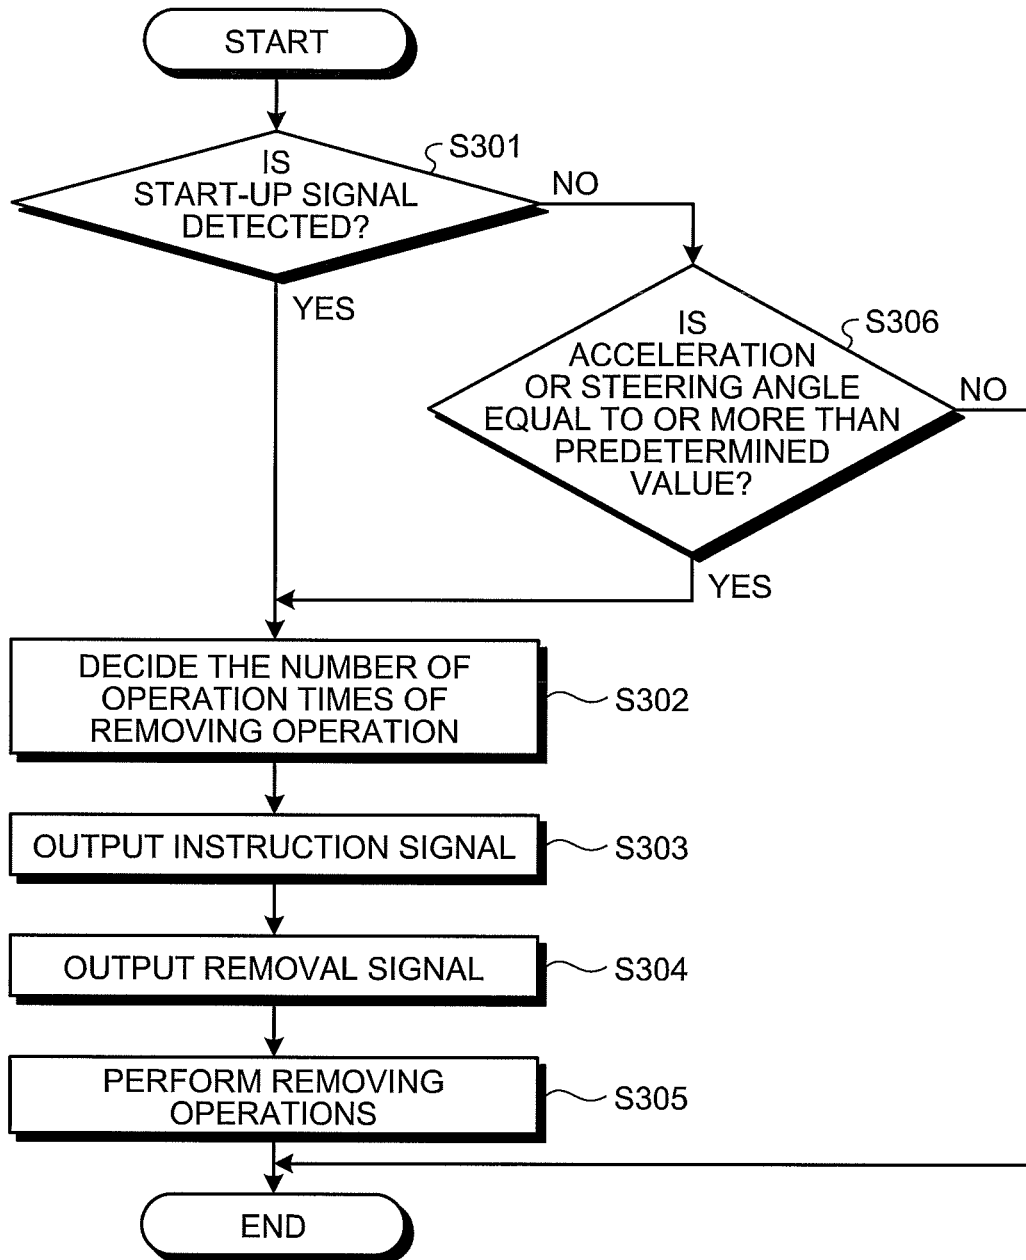 START
IS
START-UP SIGNAL
DETECTED?
S301
NO
YES
IS
ACCELERATION
OR STEERING ANGLE
EQUAL TO OR MORE THAN
PREDETERMINED
VALUE?
S306
NO
YES
DECIDE THE NUMBER OF
OPERATION TIMES OF
REMOVING OPERATION
S302
OUTPUT INSTRUCTION SIGNAL
S303
OUTPUT REMOVAL SIGNAL
S304
PERFORM REMOVING
OPERATIONS
S305
END